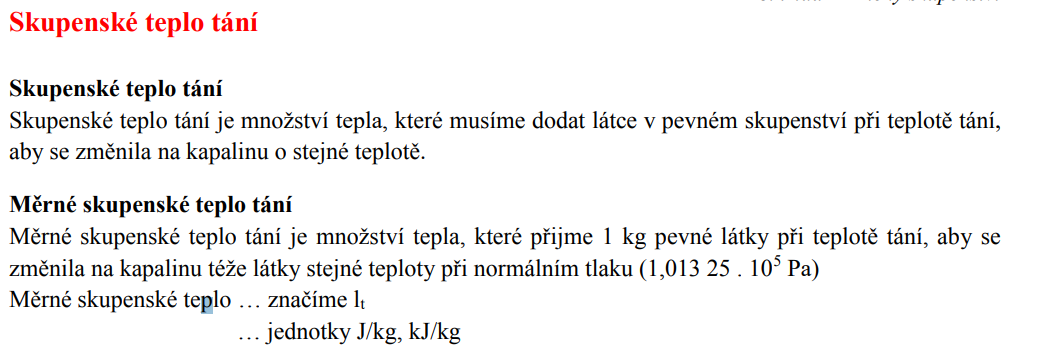 Skupenské teplo tání
Skupenské teplo tání
Skupenské teplo tání je množství tepla, které musíme dodat látce v pevném skupenství při teplotě tání,
aby se změnila na kapalinu o stejné teplotě.
Měrné skupenské teplo tání
Měrné skupenské teplo tání je množství tepla, které přijme 1 kg pevné látky při teplotě tání, aby se
změnila na kapalinu téže látky stejné teploty při normálním tlaku (1,013 25 . 10⁵ Pa)
Měrné skupenské teplo … značíme lₜ
… jednotky J/kg, kJ/kg